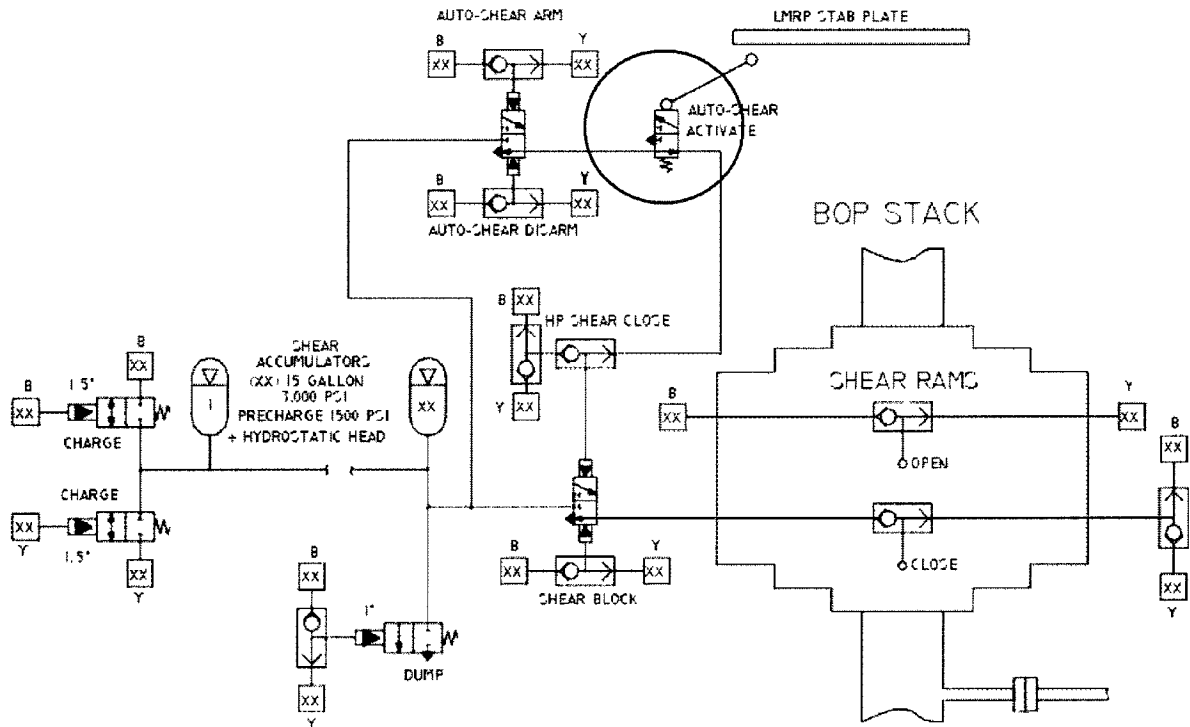 AUTO-SHEAR ARM
LMRP STAB PLATE
B
Y
XX
XX
AUTO-SHEAR
ACTIVATE
B
Y
XX
XX
AUTO-SHEAR DISARM
BOP STACK
B
XX
HP SHEAR CLOSE
Y
XX
SHEAR
ACCUMULATORS
(XX) 15 GALLON
3,000 PSI
PRECHARGE 1500 PSI
+ HYDROSTATIC HEAD
1
XX
B
XX
1.5"
B
XX
CHARGE
CHARGE
XX
Y
1.5"
XX
Y
SHEAR RAMS
B
XX
Y
XX
OPEN
B
XX
CLOSE
XX
Y
B
Y
XX
XX
SHEAR BLOCK
B
XX
1"
DUMP
XX
Y